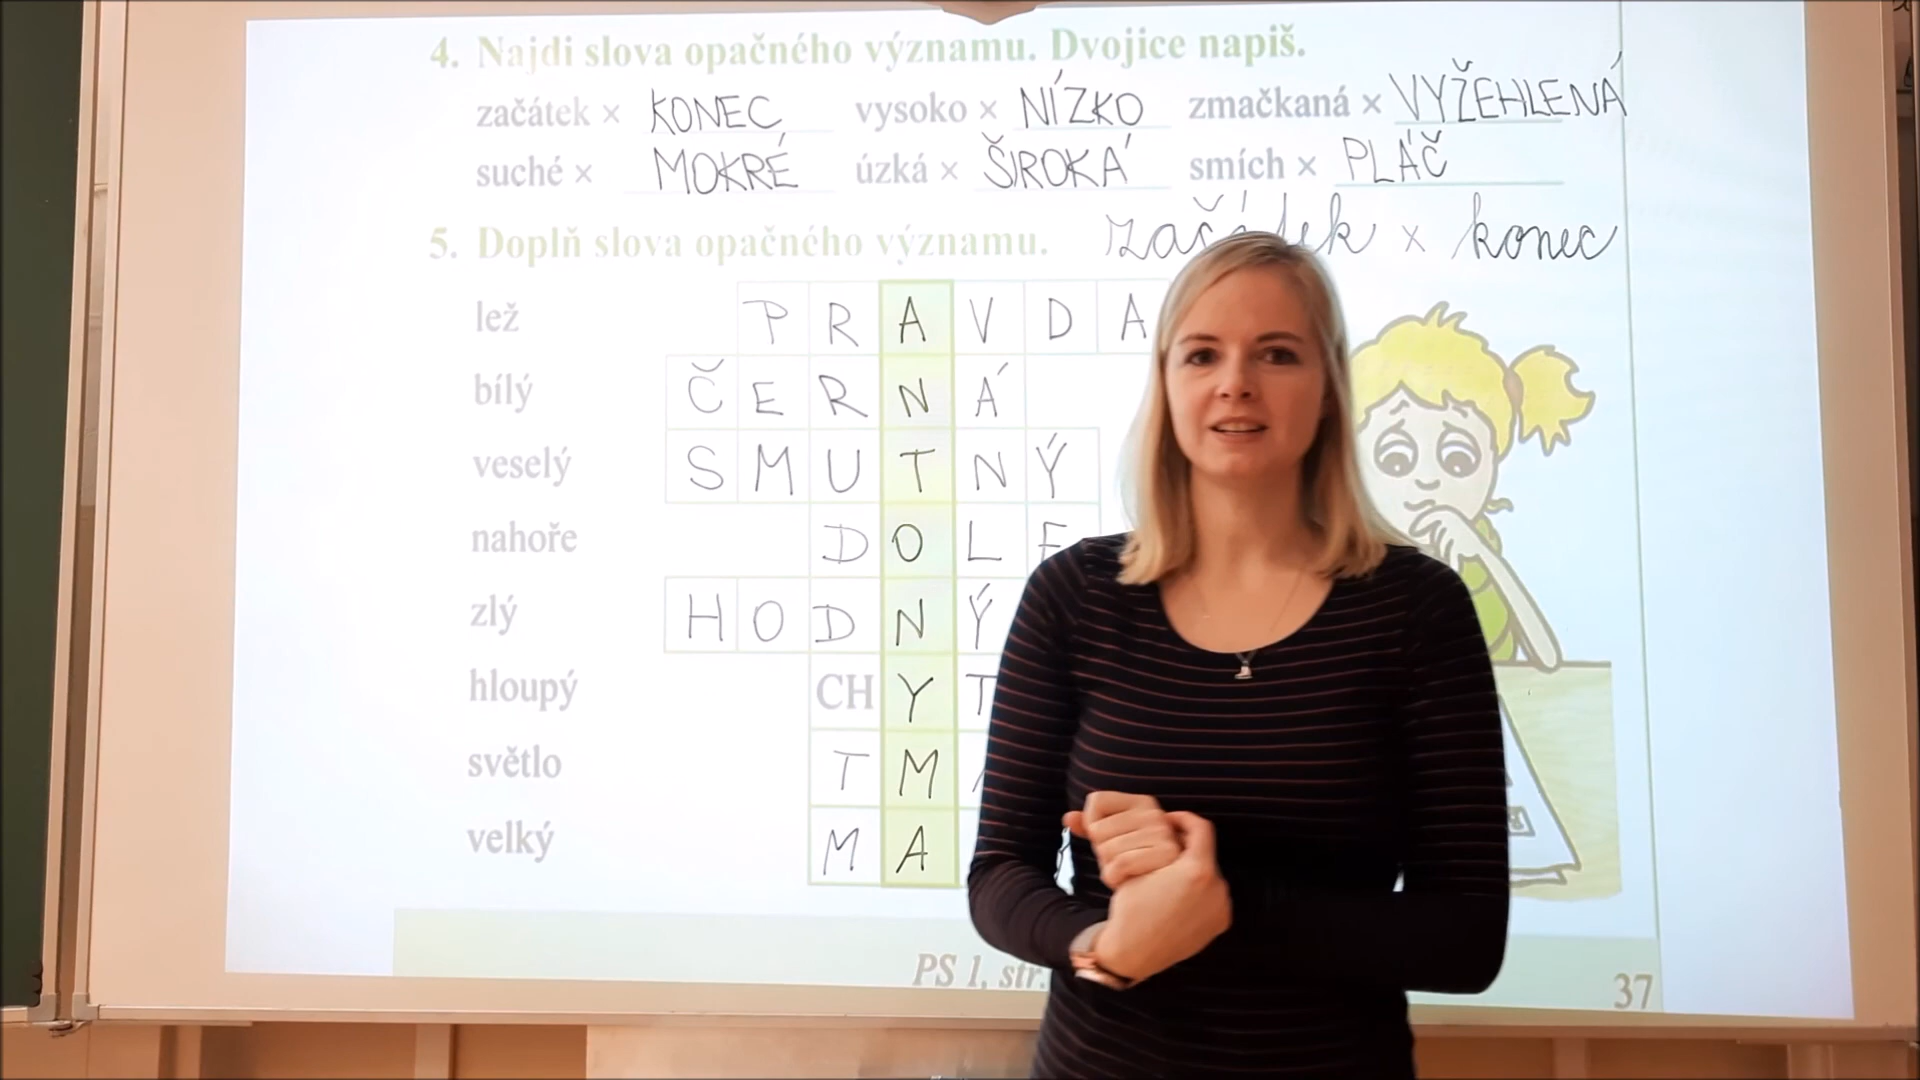 4. Najdi slova opačného významu. Dvojice napiš.
začátek × KONEC vysoko × NÍZKO zmačkaná × VYŽEHLENÁ
suché × MOKRÉ úzká × ŠIROKÁ smích × PLÁČ
5. Doplň slova opačného významu. začátek × konec
lež PRAVDA
bílý ČERNÁ
veselý SMUTNÝ
nahoře DOLE
zlý HODNÝ
hloupý CHYT
světlo TM
velký MA
PS 1, str.
37